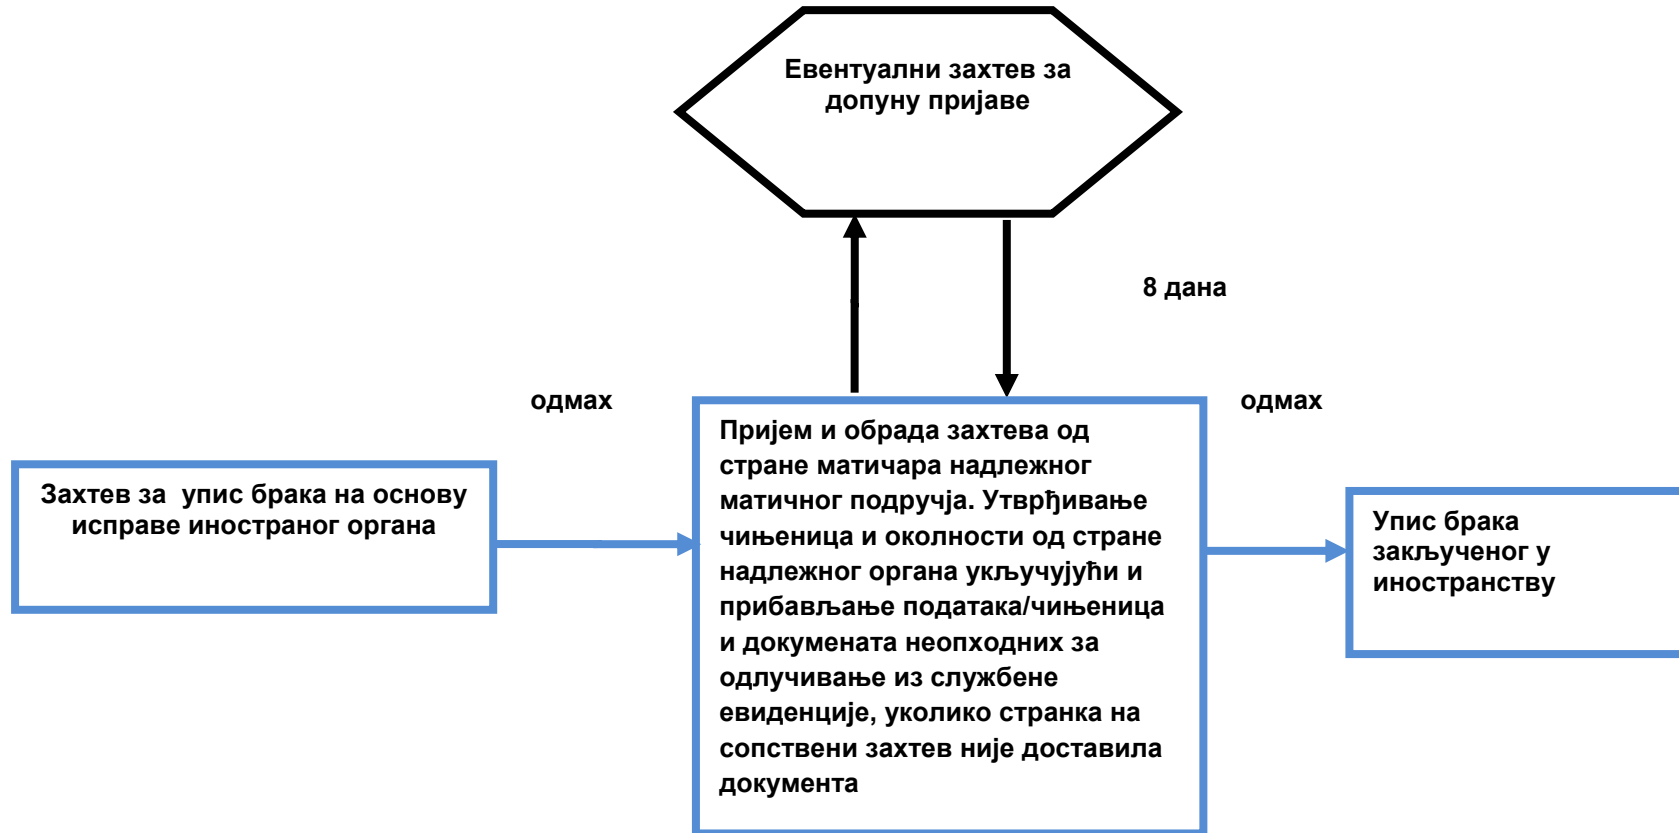 Евентуални захтев за
допуну пријаве
8 дана
одмах
одмах
Захтев за  упис брака на основу
исправе иностраног органа
Пријем и обрада захтева од
стране матичара надлежног
матичног подручја. Утврђивање
чињеница и околности од стране
надлежног органа укључујући и
прибављање података/чињеница
и докумената неопходних за
одлучивање из службене
евиденције, уколико странка на
сопствени захтев није доставила
документа
Упис брака
закљученог у
иностранству